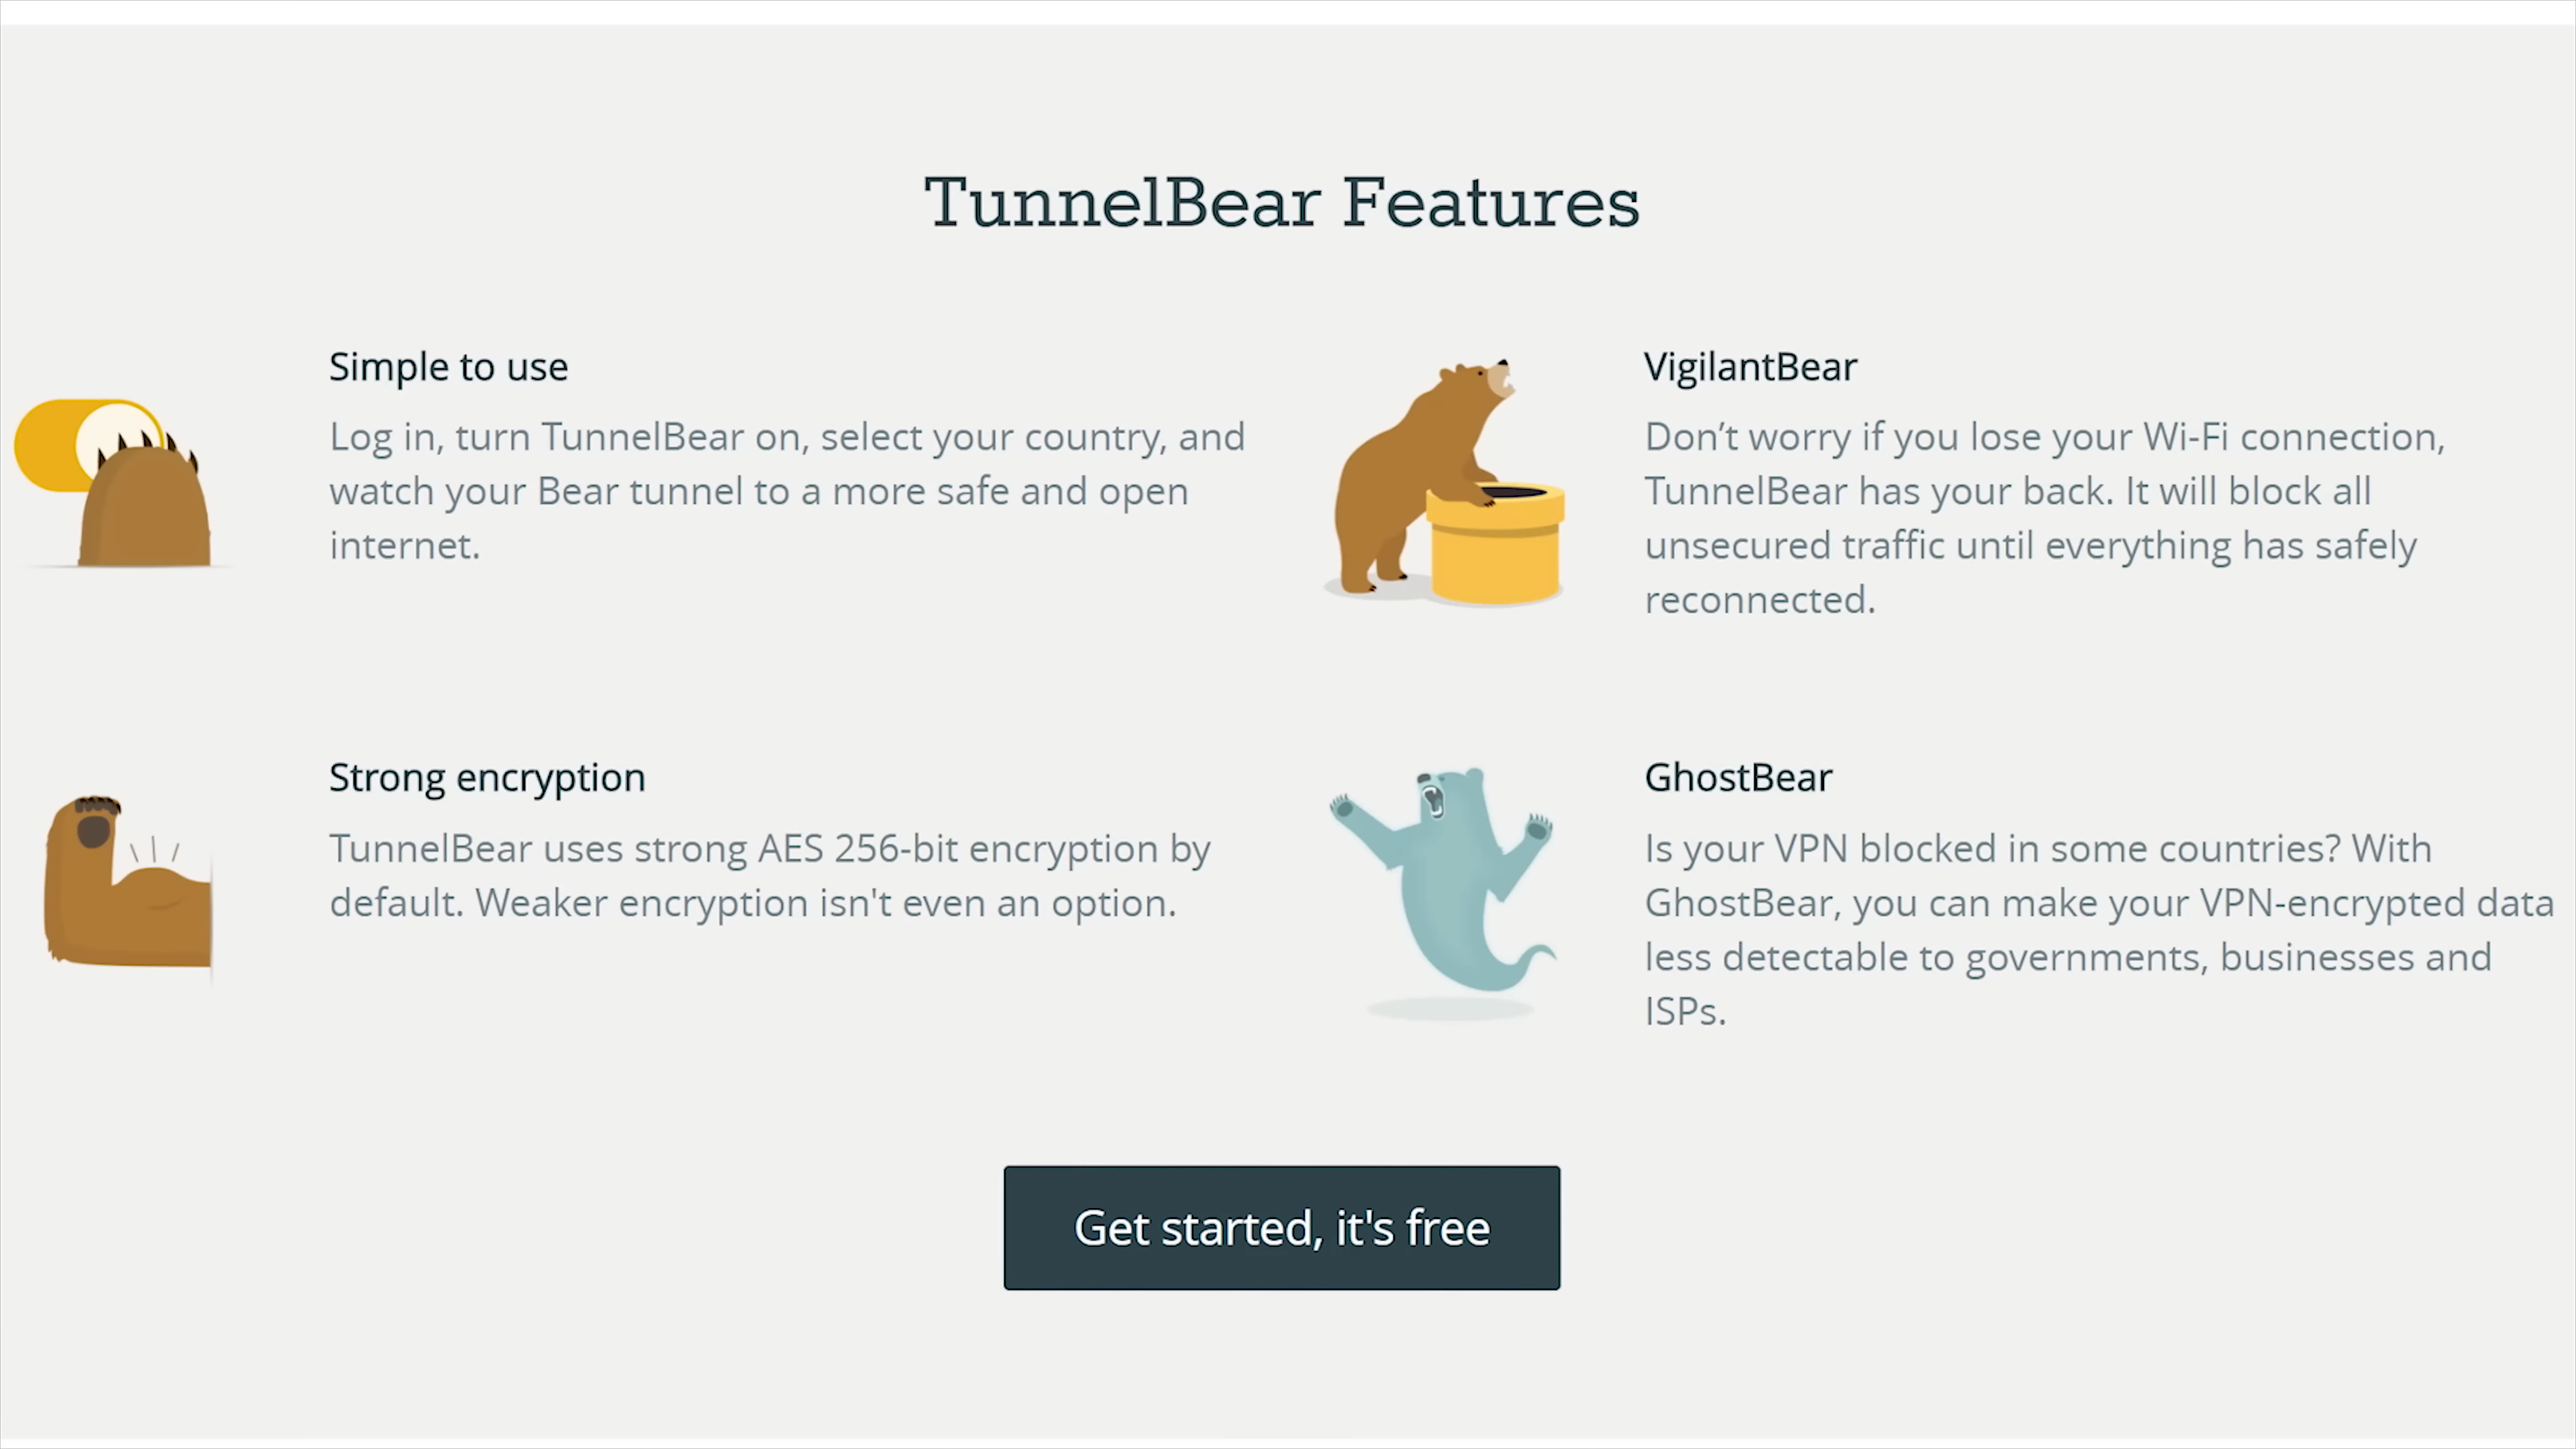 TunnelBear Features
Simple to use
Log in, turn TunnelBear on, select your country, and
watch your Bear tunnel to a more safe and open
internet.
VigilantBear
Don’t worry if you lose your Wi-Fi connection,
TunnelBear has your back. It will block all
unsecured traffic until everything has safely
reconnected.
Strong encryption
TunnelBear uses strong AES 256-bit encryption by
default. Weaker encryption isn't even an option.
GhostBear
Is your VPN blocked in some countries? With
GhostBear, you can make your VPN-encrypted data
less detectable to governments, businesses and
ISPs.
Get started, it's free